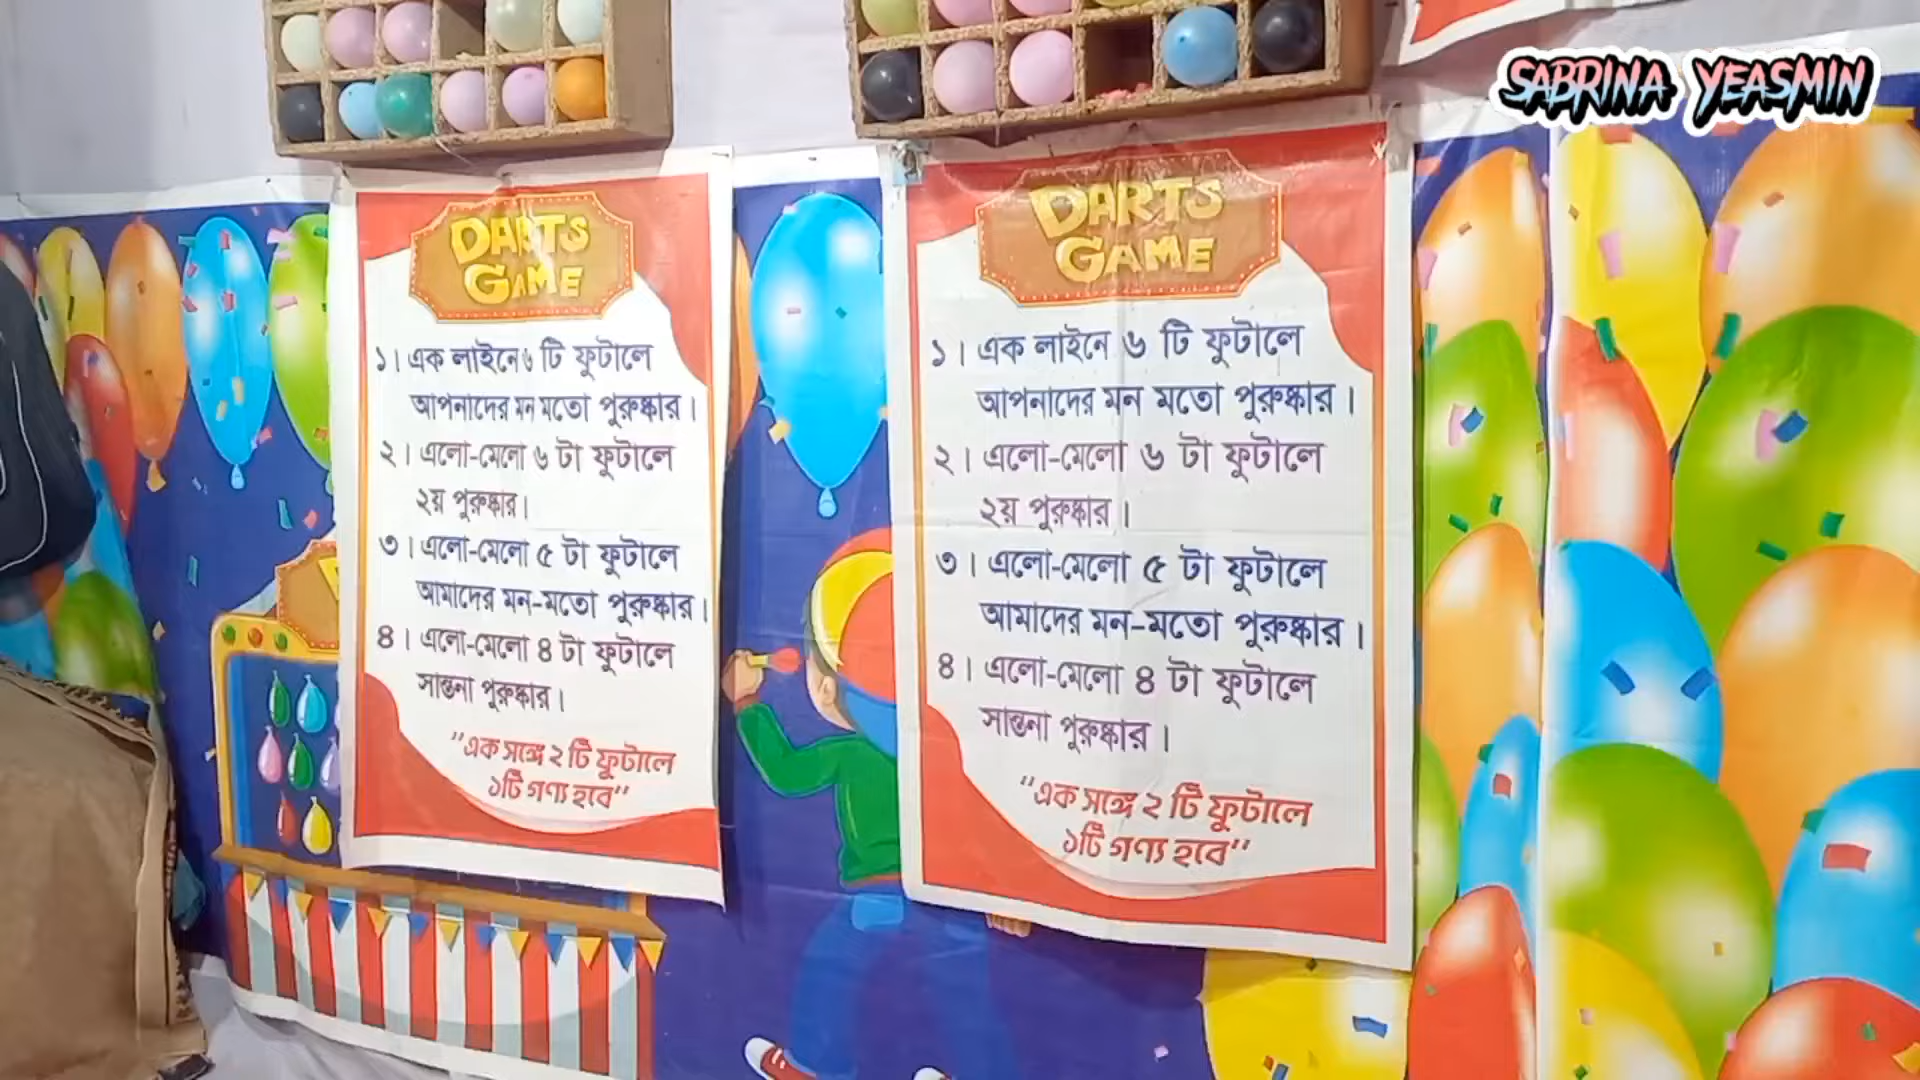 SABRINA YEASMIN
DARTS
GAME
১। এক লাইনে ৬ টি ফুটালে
আপনাদের মন মতো পুরুষ্কার।
২। এলো-মেলো ৬ টা ফুটালে
২য় পুরুষ্কার।
৩। এলো-মেলো ৫ টা ফুটালে
আমাদের মন-মতো পুরুষ্কার।
৪। এলো-মেলো ৪ টা ফুটালে
সান্তনা পুরুষ্কার।
"এক সঙ্গে ২ টি ফুটালে
১টি গণ্য হবে"
DARTS
GAME
১। এক লাইনে ৬ টি ফুটালে
আপনাদের মন মতো পুরুষ্কার।
২। এলো-মেলো ৬ টা ফুটালে
২য় পুরুষ্কার।
৩। এলো-মেলো ৫ টা ফুটালে
আমাদের মন-মতো পুরুষ্কার।
৪। এলো-মেলো ৪ টা ফুটালে
সান্তনা পুরুষ্কার।
"এক সঙ্গে ২ টি ফুটালে
১টি গণ্য হবে"